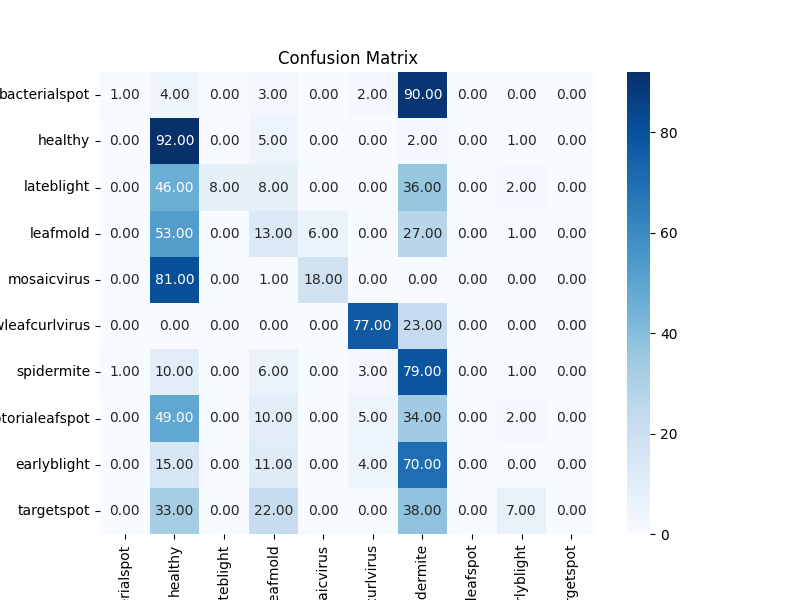 Confusion Matrix
bacterialspot 1.00 4.00 0.00 3.00 0.00 2.00 90.00 0.00 0.00 0.00
healthy 0.00 92.00 0.00 5.00 0.00 0.00 2.00 0.00 1.00 0.00
lateblight 0.00 46.00 8.00 8.00 0.00 0.00 36.00 0.00 2.00 0.00
leafmold 0.00 53.00 0.00 13.00 6.00 0.00 27.00 0.00 1.00 0.00
mosaicvirus 0.00 81.00 0.00 1.00 18.00 0.00 0.00 0.00 0.00 0.00
wleafcurlvirus 0.00 0.00 0.00 0.00 0.00 77.00 23.00 0.00 0.00 0.00
spidermite 1.00 10.00 0.00 6.00 0.00 3.00 79.00 0.00 1.00 0.00
torialeafspot 0.00 49.00 0.00 10.00 0.00 5.00 34.00 0.00 2.00 0.00
earlyblight 0.00 15.00 0.00 11.00 0.00 4.00 70.00 0.00 0.00 0.00
targetspot 0.00 33.00 0.00 22.00 0.00 0.00 38.00 0.00 7.00 0.00
rialspot healthy teblight eafmold aicvirus curlvirus dermite leafspot rlyblight rgetspot
80
60
40
20
0